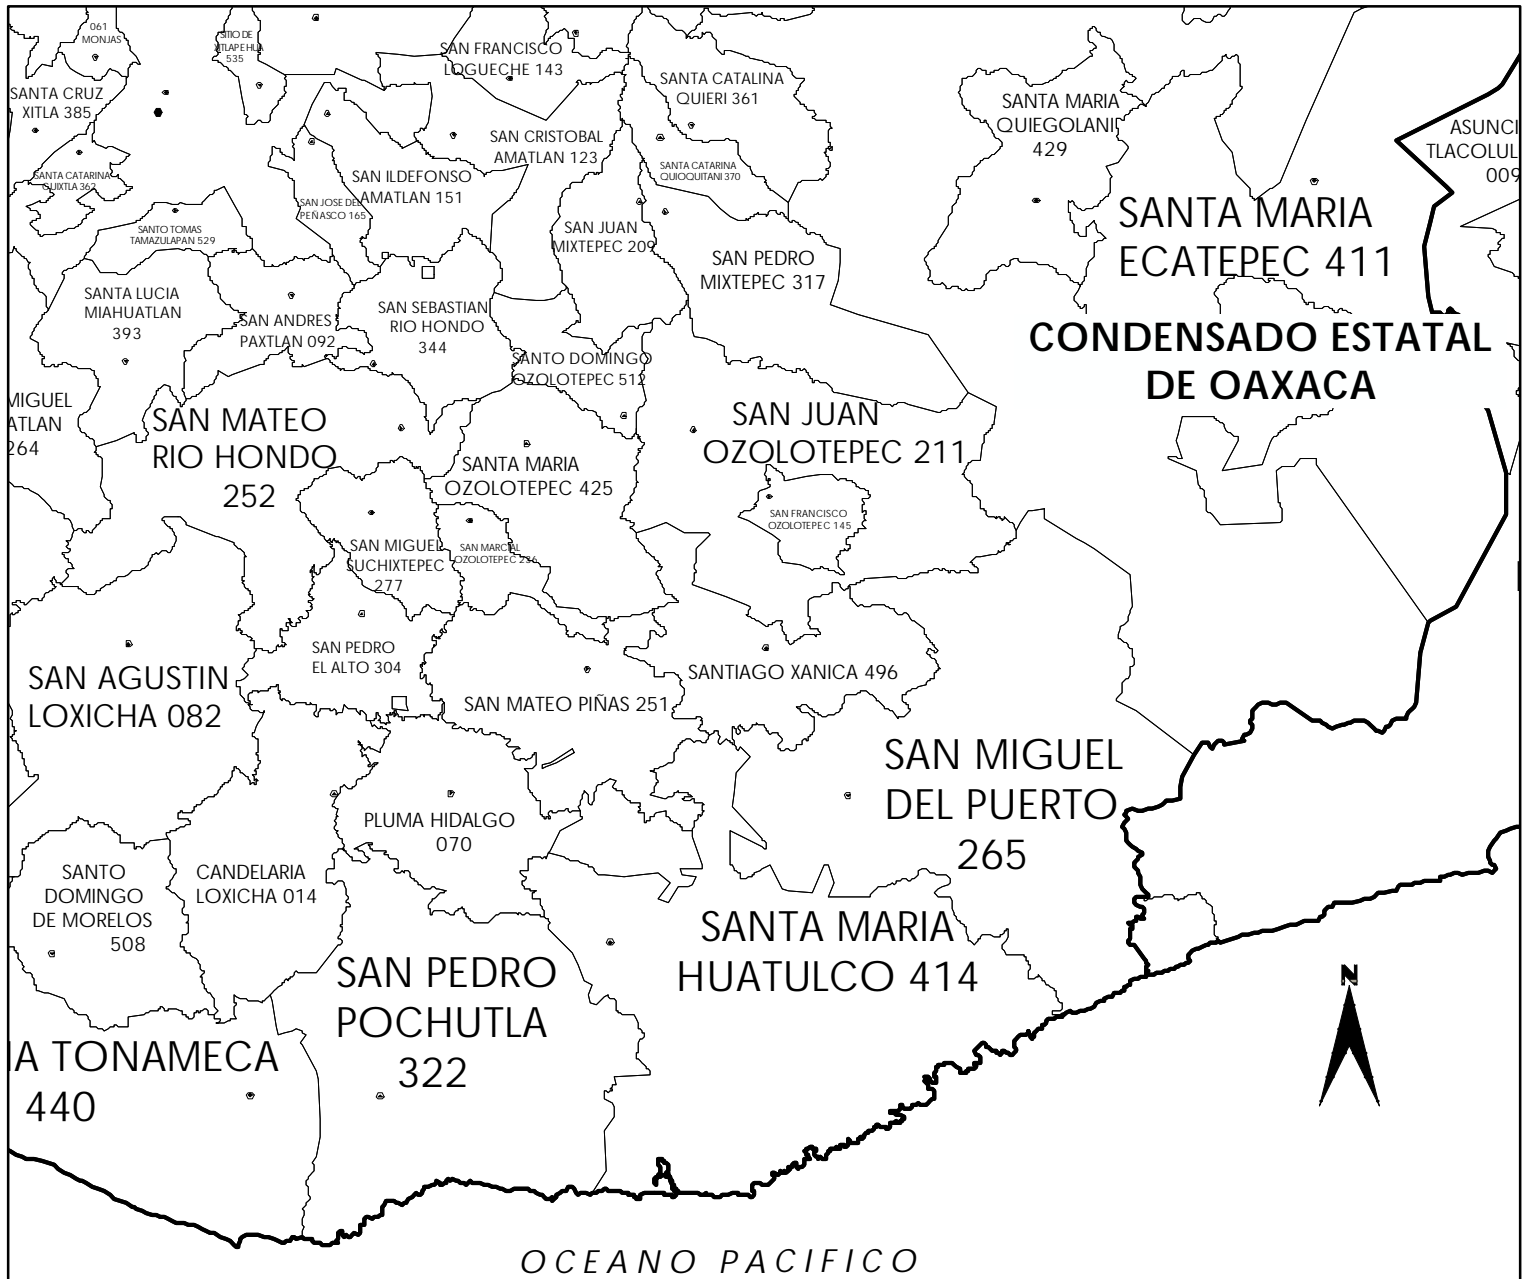 061
MONJAS
SITIO DE
XITLAPEHUA
535
SAN FRANCISCO
LOGUECHE 143
SANTA CATALINA
QUIERI 361
SANTA CRUZ
XITLA 385
SANTA MARIA
QUIEGOLANI
429
ASUNCI
TLACOLUL
009
SAN CRISTOBAL
AMATLAN 123
SANTA CATARINA
QUIOQUITANI 370
SANTA CATARINA
CUIXTLA 362
SAN ILDEFONSO
AMATLAN 151
SAN JOSE DEL
PEÑASCO 165
SANTA MARIA
ECATEPEC 411
SANTO TOMAS
TAMAZULAPAN 529
SAN JUAN
MIXTEPEC 209
SAN PEDRO
MIXTEPEC 317
SANTA LUCIA
MIAHUATLAN
393
SAN ANDRES
PAXTLAN 092
SAN SEBASTIAN
RIO HONDO
344
CONDENSADO ESTATAL
DE OAXACA
SANTO DOMINGO
OZOLOTEPEC 512
MIGUEL
ATLAN
264
SAN MATEO
RIO HONDO
252
SAN JUAN
OZOLOTEPEC 211
SANTA MARIA
OZOLOTEPEC 425
SAN FRANCISCO
OZOLOTEPEC 145
SAN MIGUEL
SUCHIXTEPEC
277
SAN MARCIAL
OZOLOTEPEC 236
SAN PEDRO
EL ALTO 304
SAN AGUSTIN
LOXICHA 082
SANTIAGO XANICA 496
SAN MATEO PIÑAS 251
SAN MIGUEL
DEL PUERTO
265
PLUMA HIDALGO
070
SANTO
DOMINGO
DE MORELOS
508
CANDELARIA
LOXICHA 014
SANTA MARIA
HUATULCO 414
SAN PEDRO
POCHUTLA
322
N
IA TONAMECA
440
OCEANO PACIFICO